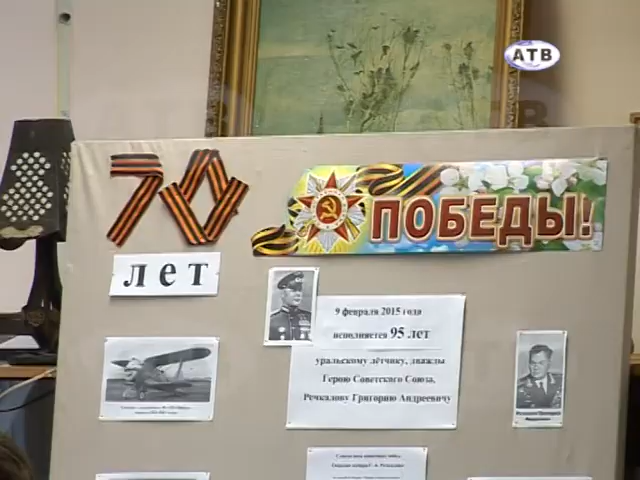 АТВ
70
ПОБЕДЫ!
лет
9 февраля 2015 года
исполняется 95 лет
уральскому лётчику, дважды
Герою Советского Союза,
Речкалову Григорию Андреевичу